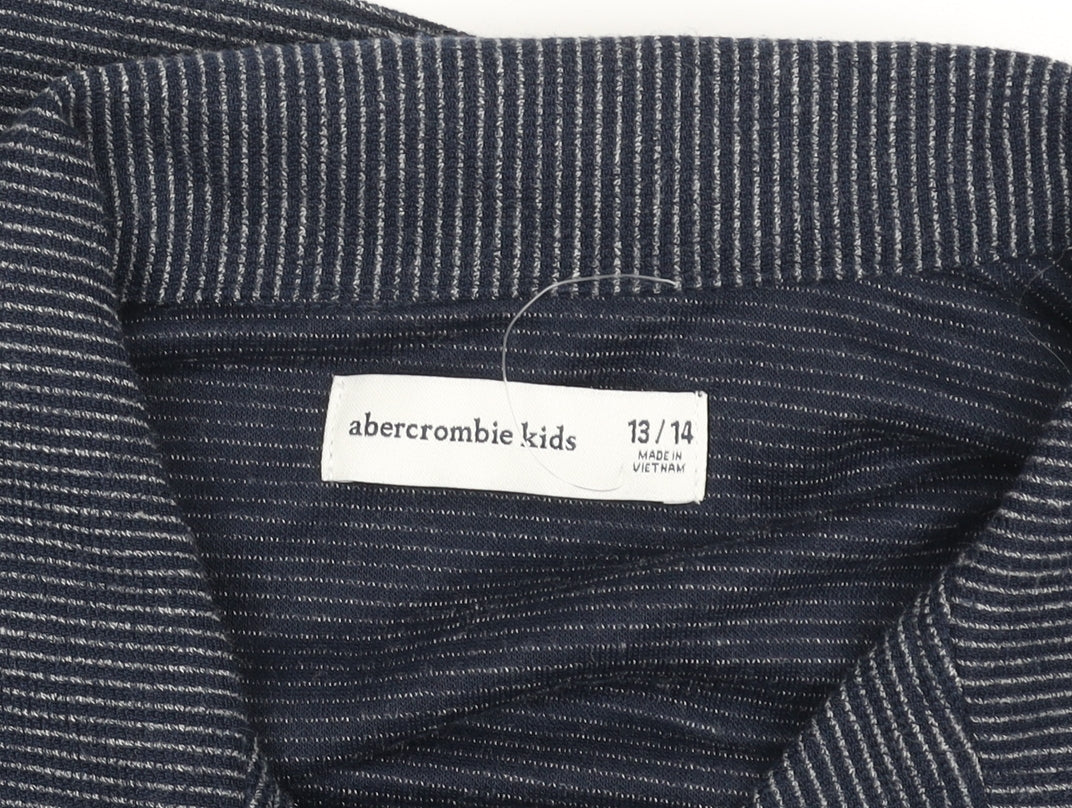 abercrombie kids
13/14
MADE IN
VIETNAM